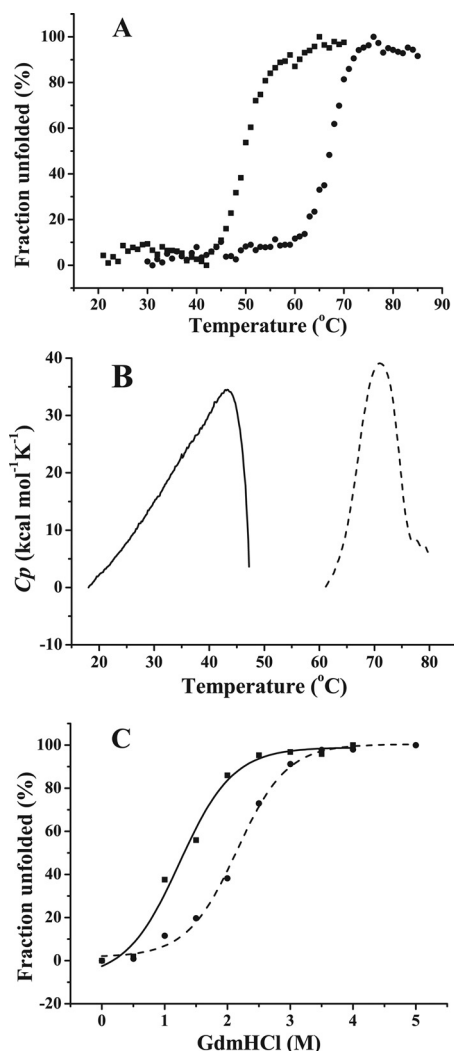 A
100
80
60
40
20
0
Fraction unfolded (%)
20 30 40 50 60 70 80 90
Temperature (°C)
B
40
30
20
10
0
-10
Cp (kcal mol⁻¹K⁻¹)
20 30 40 50 60 70 80
Temperature (°C)
C
100
80
60
40
20
0
-20
Fraction unfolded (%)
0 1 2 3 4 5
GdmHCl (M)